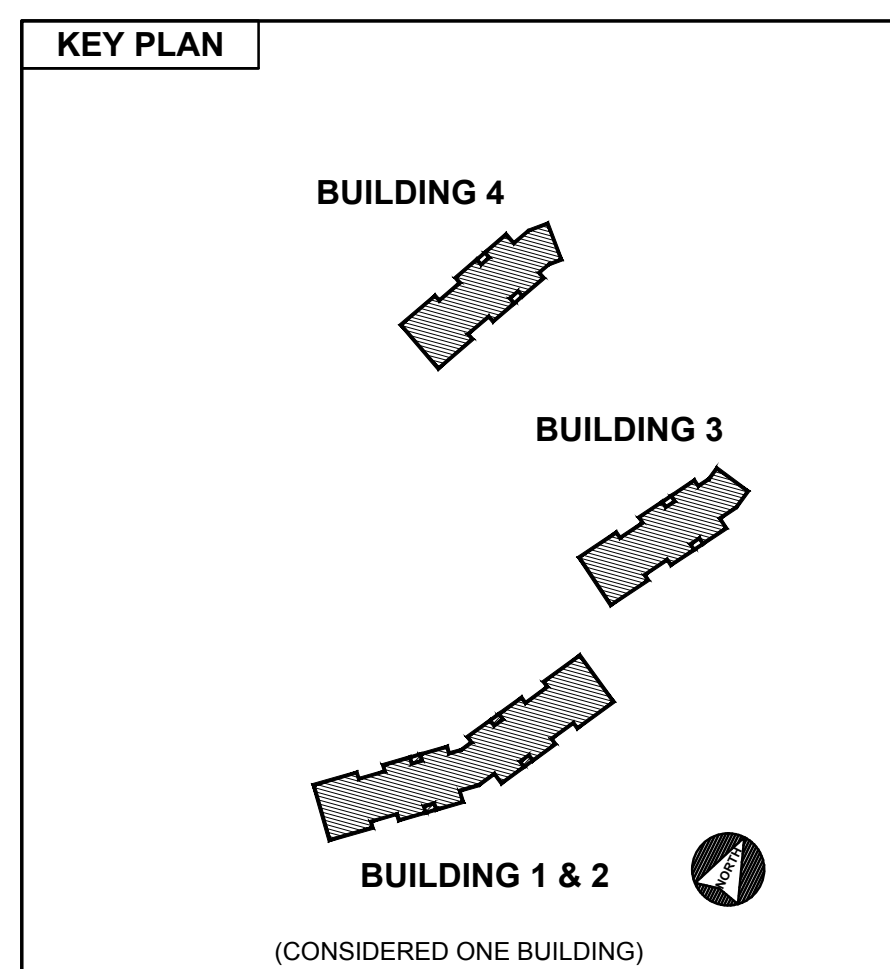 KEY PLAN
BUILDING 4
BUILDING 3
BUILDING 1 & 2
NORTH
(CONSIDERED ONE BUILDING)